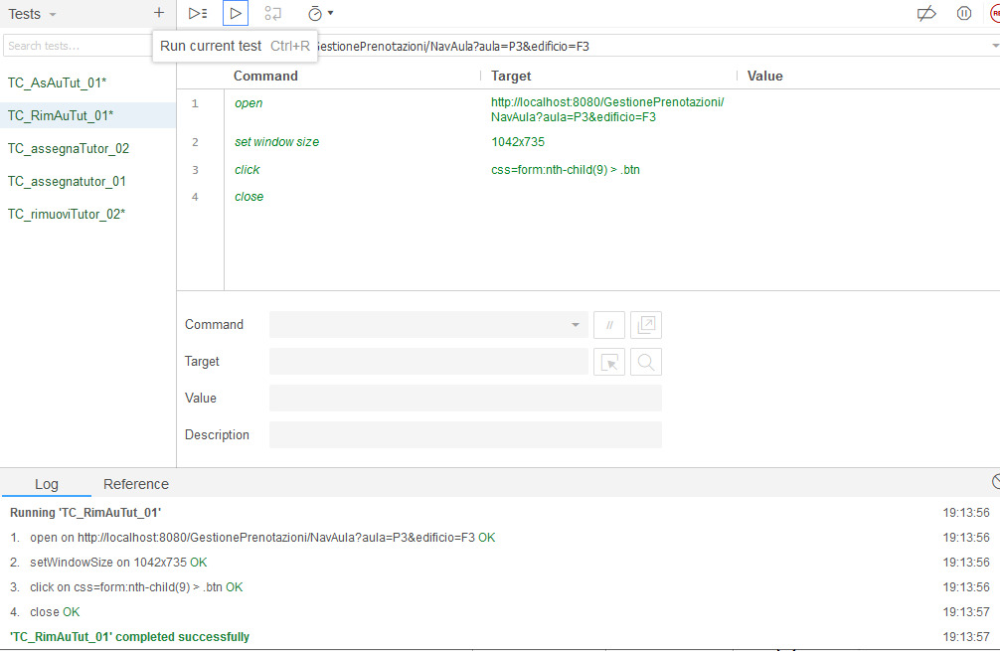 Tests
+
Run current test Ctrl+R
GestionePrenotazioni/NavAula?aula=P3&edificio=F3
Search tests...
TC_AsAuTut_01*
TC_RimAuTut_01*
TC_assegnaTutor_02
TC_assegnatutor_01
TC_rimuoviTutor_02*
Command Target Value
1 open http://localhost:8080/GestionePrenotazioni/
NavAula?aula=P3&edificio=F3
2 set window size 1042x735
3 click css=form:nth-child(9) > .btn
4 close
Command //
Target
Value
Description
Log Reference
Running 'TC_RimAuTut_01' 19:13:56
1. open on http://localhost:8080/GestionePrenotazioni/NavAula?aula=P3&edificio=F3 OK 19:13:56
2. setWindowSize on 1042x735 OK 19:13:56
3. click on css=form:nth-child(9) > .btn OK 19:13:56
4. close OK 19:13:57
'TC_RimAuTut_01' completed successfully 19:13:57